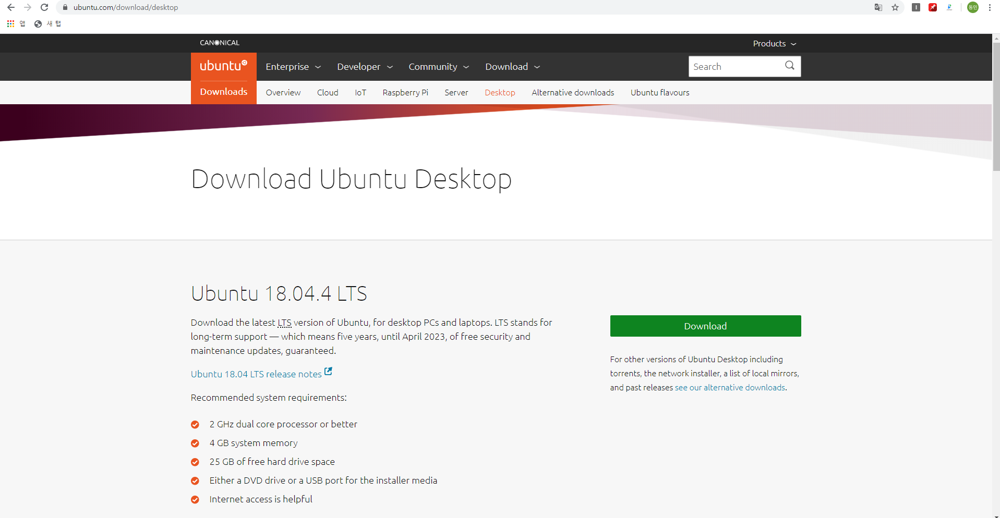 ubuntu.com/download/desktop
앱 새 탭
동민
CANONICAL
Products
ubuntu
Enterprise
Developer
Community
Download
Search
Downloads
Overview
Cloud
IoT
Raspberry Pi
Server
Desktop
Alternative downloads
Ubuntu flavours
Download Ubuntu Desktop
Ubuntu 18.04.4 LTS
Download the latest LTS version of Ubuntu, for desktop PCs and laptops. LTS stands for
long-term support — which means five years, until April 2023, of free security and
maintenance updates, guaranteed.
Ubuntu 18.04 LTS release notes
Recommended system requirements:
2 GHz dual core processor or better
4 GB system memory
25 GB of free hard drive space
Either a DVD drive or a USB port for the installer media
Internet access is helpful
Download
For other versions of Ubuntu Desktop including
torrents, the network installer, a list of local mirrors,
and past releases see our alternative downloads.